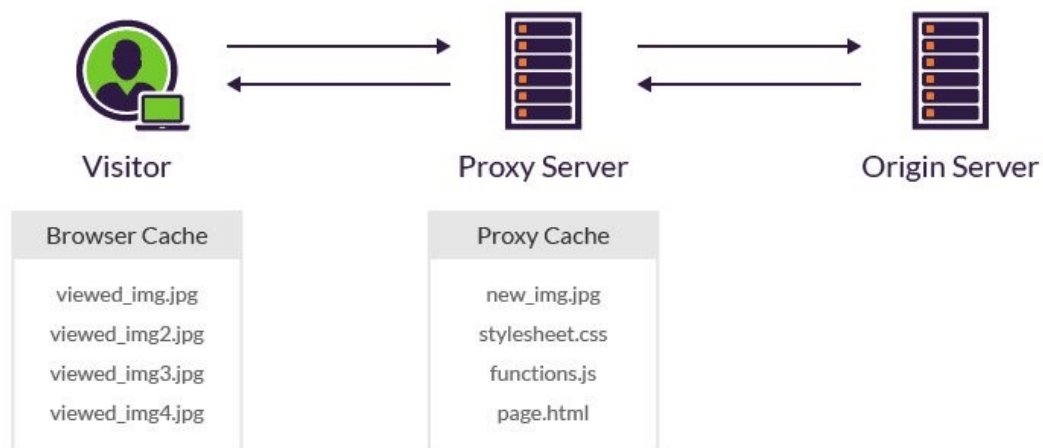 Visitor
Proxy Server
Origin Server
Browser Cache
viewed_img.jpg
viewed_img2.jpg
viewed_img3.jpg
viewed_img4.jpg
Proxy Cache
new_img.jpg
stylesheet.css
functions.js
page.html